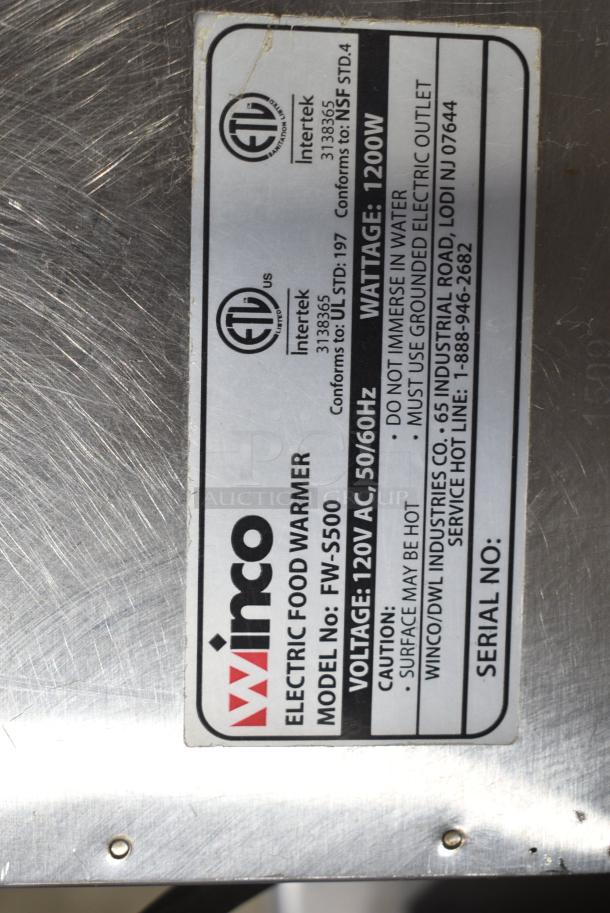 Winco
ELECTRIC FOOD WARMER
MODEL No: FW-S500
ETL LISTED US
Intertek
3138365
Conforms to: UL STD: 197
ETL SANITATION LISTED
Intertek
3138365
Conforms to: NSF STD.4
VOLTAGE: 120V AC, 50/60Hz WATTAGE: 1200W
CAUTION:
• SURFACE MAY BE HOT
• DO NOT IMMERSE IN WATER
• MUST USE GROUNDED ELECTRIC OUTLET
WINCO/DWL INDUSTRIES CO. • 65 INDUSTRIAL ROAD, LODI NJ 07644
SERVICE HOT LINE: 1-888-946-2682
SERIAL NO:
AUCTION GROUP